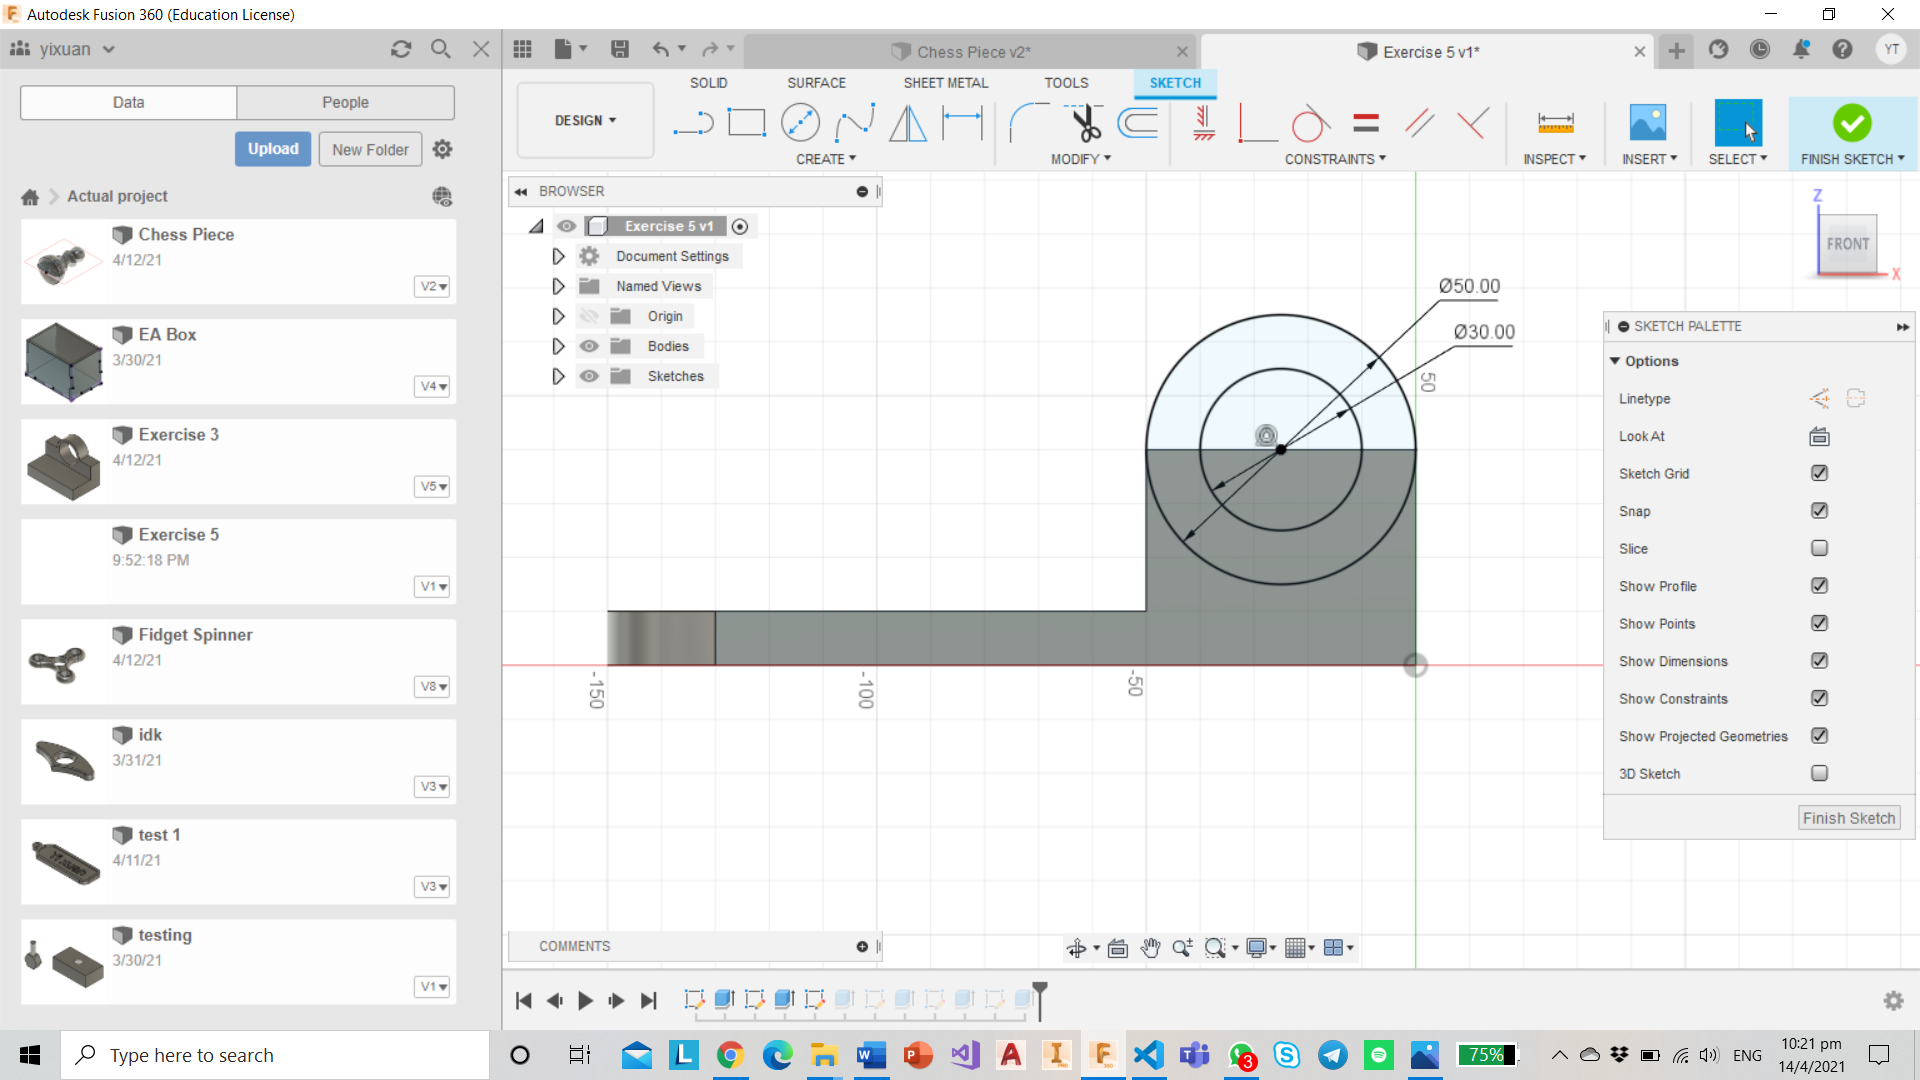 Autodesk Fusion 360 (Education License)
yixuan
Chess Piece v2*
Exercise 5 v1*
YT
Data
People
Upload
New Folder
Actual project
Chess Piece
4/12/21
V2
EA Box
3/30/21
V4
Exercise 3
4/12/21
V5
Exercise 5
9:52:18 PM
V1
Fidget Spinner
4/12/21
V8
idk
3/31/21
V3
test 1
4/11/21
V3
testing
3/30/21
V1
DESIGN
SOLID
SURFACE
SHEET METAL
TOOLS
SKETCH
CREATE
MODIFY
CONSTRAINTS
INSPECT
INSERT
SELECT
FINISH SKETCH
BROWSER
Exercise 5 v1
Document Settings
Named Views
Origin
Bodies
Sketches
Z
FRONT
X
Ø50.00
Ø30.00
50
-150
-100
-50
SKETCH PALETTE
Options
Linetype
Look At
Sketch Grid
Snap
Slice
Show Profile
Show Points
Show Dimensions
Show Constraints
Show Projected Geometries
3D Sketch
Finish Sketch
COMMENTS
Type here to search
3
75%
ENG
10:21 pm
14/4/2021